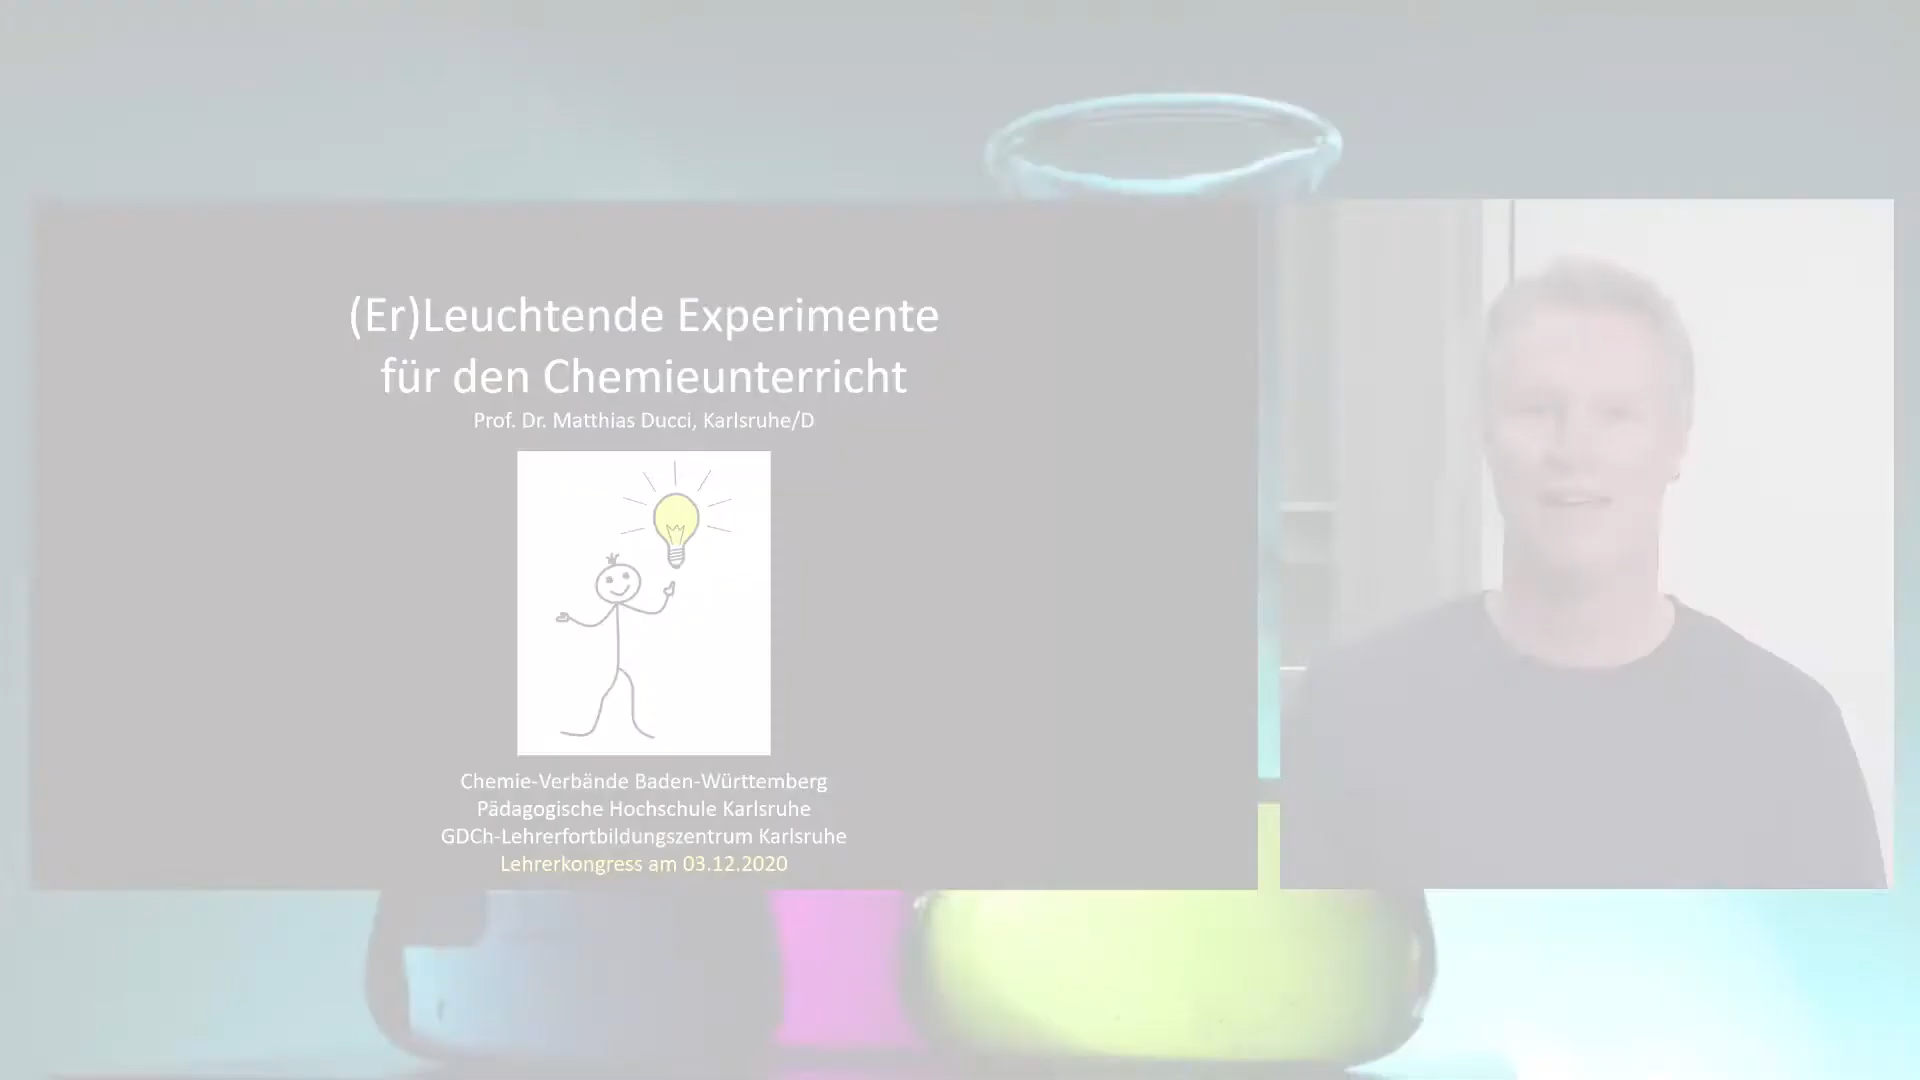 (Er)Leuchtende Experimente
für den Chemieunterricht
Prof. Dr. Matthias Ducci, Karlsruhe/D
Chemie-Verbände Baden-Württemberg
Pädagogische Hochschule Karlsruhe
GDCh-Lehrerfortbildungszentrum Karlsruhe
Lehrerkongress am 03.12.2020